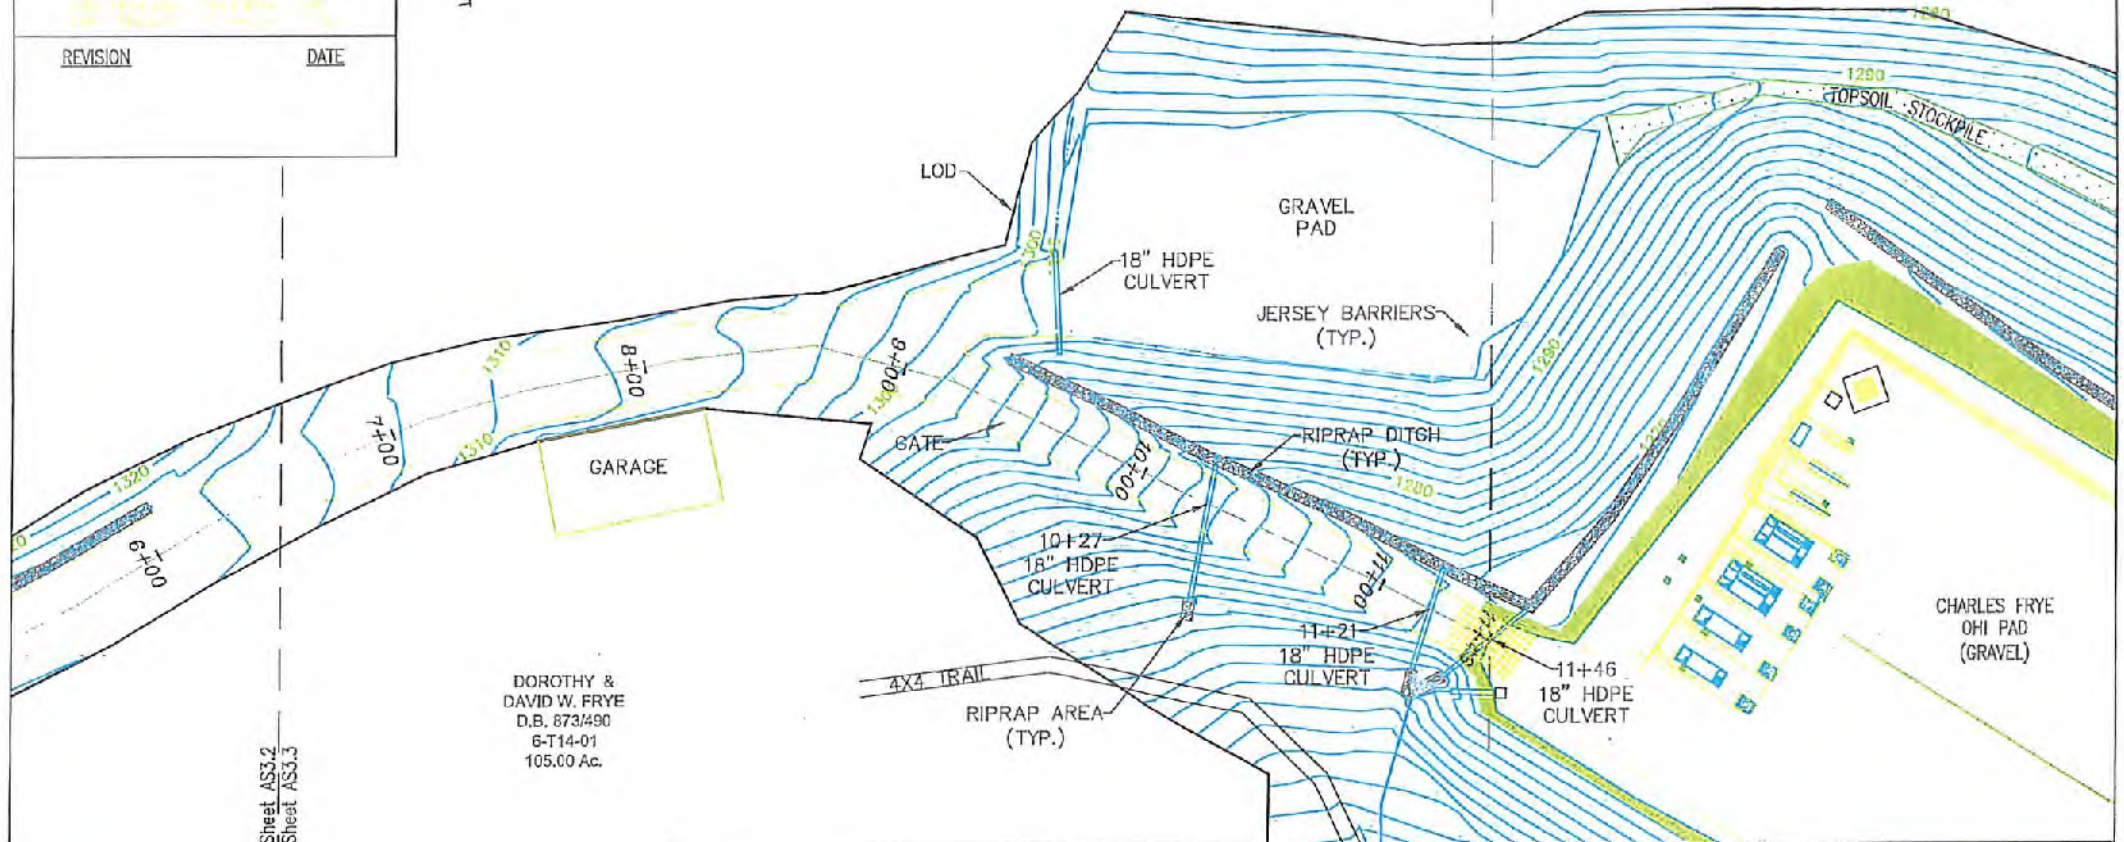 REVISION DATE
1280
1290
TOPSOIL STOCKPILE
LOD
GRAVEL
PAD
1300
18" HDPE
CULVERT
JERSEY BARRIERS
(TYP.)
1290
1310
8+00
9+00
1300
7+00
1310
GARAGE
GATE
10+00
RIPRAP DITCH
(TYP.)
1280
1320
6+00
10+27
18" HDPE
CULVERT
11+00
11+21
18" HDPE
CULVERT
11+46
18" HDPE
CULVERT
CHARLES FRYE
OHI PAD
(GRAVEL)
4X4 TRAIL
RIPRAP AREA
(TYP.)
DOROTHY &
DAVID W. FRYE
D.B. 873/490
6-T14-01
105.00 Ac.
Sheet AS3.2
Sheet AS3.3